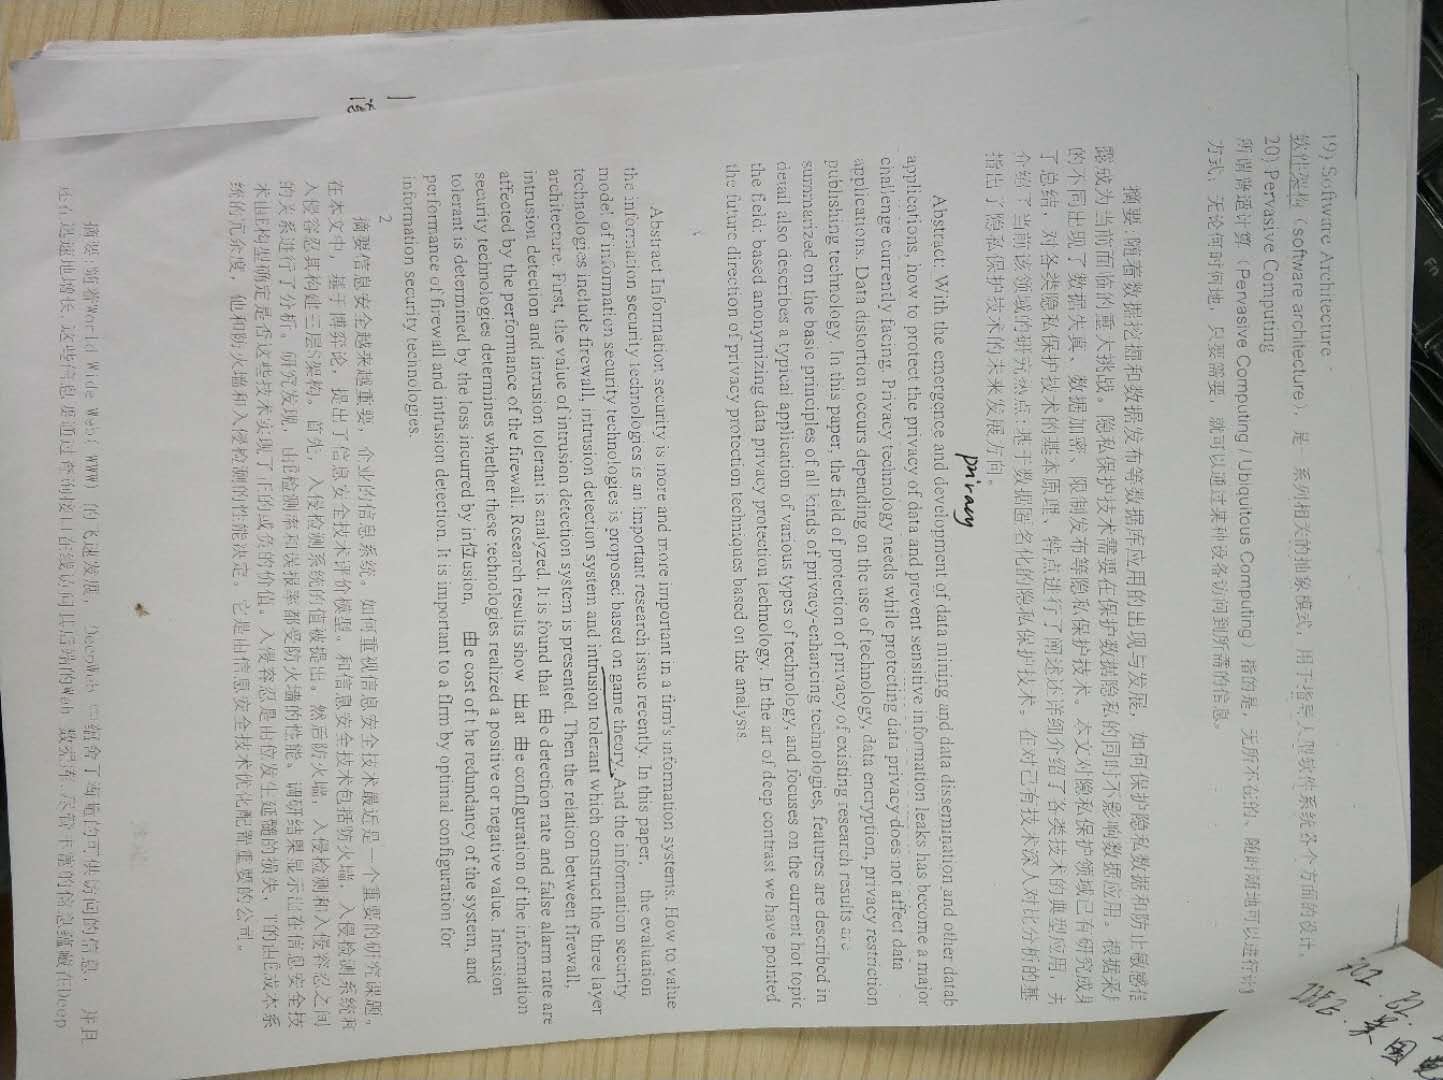 19) Software Architecture
软件架构（software architecture），是一系列相关的抽象模式，用于指导大型软件系统各个方面的设计。
20) Pervasive Computing
所谓普适计算（Pervasive Computing / Ubiquitous Computing）指的是，无所不在的、随时随地可以进行计算
方式；无论何时何地，只要需要，就可以通过某种设备访问到所需的信息。
摘要:随着数据挖掘和数据发布等数据库应用的出现与发展，如何保护隐私数据和防止敏感信
露成为当前面临的重大挑战。隐私保护技术需要在保护数据隐私的同时不影响数据应用。根据采用
的不同出现了数据失真、数据加密、限制发布等隐私保护技术。本文对隐私保护领域已有研究成果
了总结，对各类隐私保护技术的基本原理、特点进行了阐述还详细介绍了各类技术的典型应用，并
介绍了当前该领域的研究热点:基于数据匿名化的隐私保护技术。在对已有技术深人对比分析的基
指出了隐私保护技术的未来发展方向。
privacy
Abstract: With the emergence and development of data mining and data dissemination and other datab
applications, how to protect the privacy of data and prevent sensitive information leaks has become a major
challenge currently facing. Privacy technology needs while protecting data privacy does not affect data
applications. Data distortion occurs depending on the use of technology, data encryption, privacy restriction
publishing technology. In this paper, the field of protection of privacy of existing research results are
summarized on the basic principles of all kinds of privacy-enhancing technologies, features are described in
detail also describes a typical application of various types of technology, and focuses on the current hot topic
the field: based anonymizing data privacy protection technology. In the art of deep contrast we have pointed
the future direction of privacy protection techniques based on the analysis.
Abstract Information security is more and more important in a firm's information systems. How to value
the information security technologies is an important research issue recently. In this paper, the evaluation
model of information security technologies is proposed based on game theory. And the information security
technologies include firewall, intrusion detection system and intrusion tolerant which construct the three layer
architecture. First, the value of intrusion detection system is presented. Then the relation between firewall,
intrusion detection and intrusion tolerant is analyzed. It is found that 由e detection rate and false alarm rate are
affected by the performance of the firewall. Research results show 出at 由e configuration of the information
security technologies determines whether these technologies realized a positive or negative value. Intrusion
tolerant is determined by the loss incurred by in位usion, 由e cost of t he redundancy of the system, and
performance of firewall and intrusion detection. It is important to a fIrm by optimal configuration for
information security technologies.
2
摘要信息安全越来越重要，企业的信息系统。如何重视信息安全技术最近是一个重要的研究课题。
在本文中，基于博弈论，提出了信息安全技术评价模型。和信息安全技术包括防火墙，入侵检测系统和
入侵容忍其构建三层S架构。首先，入侵检测系统的值被提出。然后防火墙，入侵检测和入侵容忍之间
的关系进行了分析。研究发现，由E检测率和误报率都受防火墙的性能。调研结果显示出在信息安全技
术由E构型确定是否这些技术实现了正的或负的价值。入侵容忍是由位发生延髓的损失，T的由E成本系
统的冗余度，他和防火墙和入侵检测的性能决定。它是由信息安全技术优化配置重要的公司。
摘要:随着World Wide Web( WWW) 的飞速发展， DeepWeb 中蕴含了海量的可供访问的信息， 并且
还在迅速地增长.这些信息要通过查询接口在线访问其后端的Web 数据库.尽管丰富的信息蕴藏在Deep